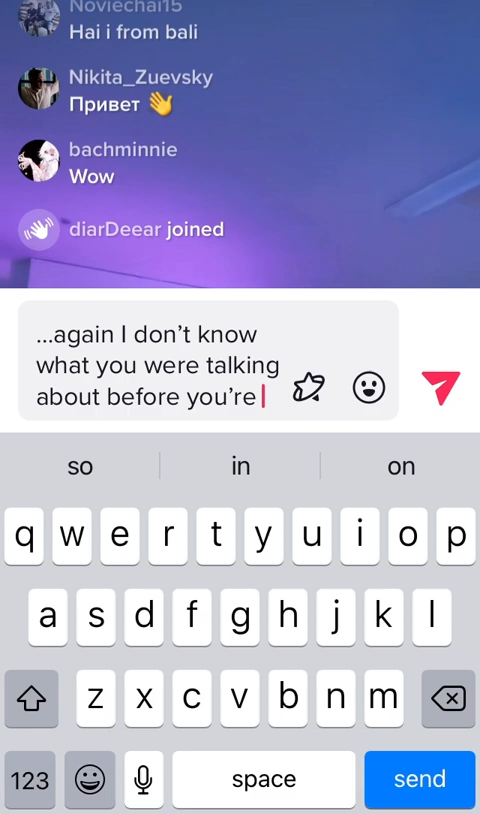 Noviechai15
Hai i from bali
Nikita_Zuevsky
Привет 👋
bachminnie
Wow
diarDeear joined
...again I don't know
what you were talking
about before you're
so in on
q w e r t y u i o p
a s d f g h j k l
z x c v b n m
123 space send